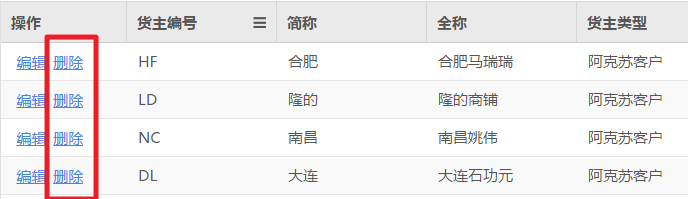 操作 货主编号 简称 全称 货主类型
编辑 删除 HF 合肥 合肥马瑞瑞 阿克苏客户
编辑 删除 LD 隆的 隆的商铺 阿克苏客户
编辑 删除 NC 南昌 南昌姚伟 阿克苏客户
编辑 删除 DL 大连 大连石功元 阿克苏客户